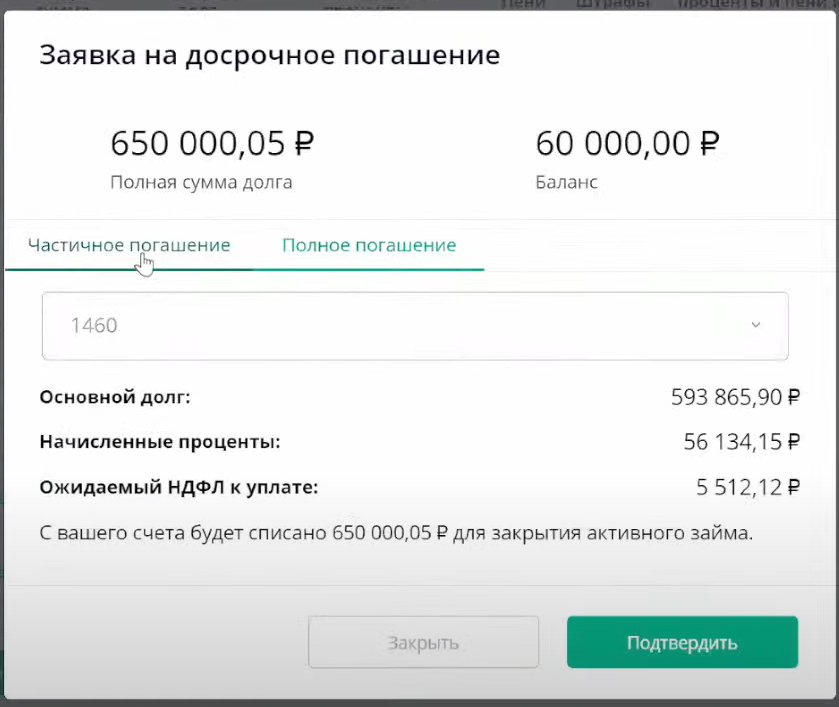 Пени Штрафы
Заявка на досрочное погашение
650 000,05 ₽ 60 000,00 ₽
Полная сумма долга Баланс
Частичное погашение Полное погашение
1460
Основной долг: 593 865,90 ₽
Начисленные проценты: 56 134,15 ₽
Ожидаемый НДФЛ к уплате: 5 512,12 ₽
С вашего счета будет списано 650 000,05 ₽ для закрытия активного займа.
Закрыть Подтвердить